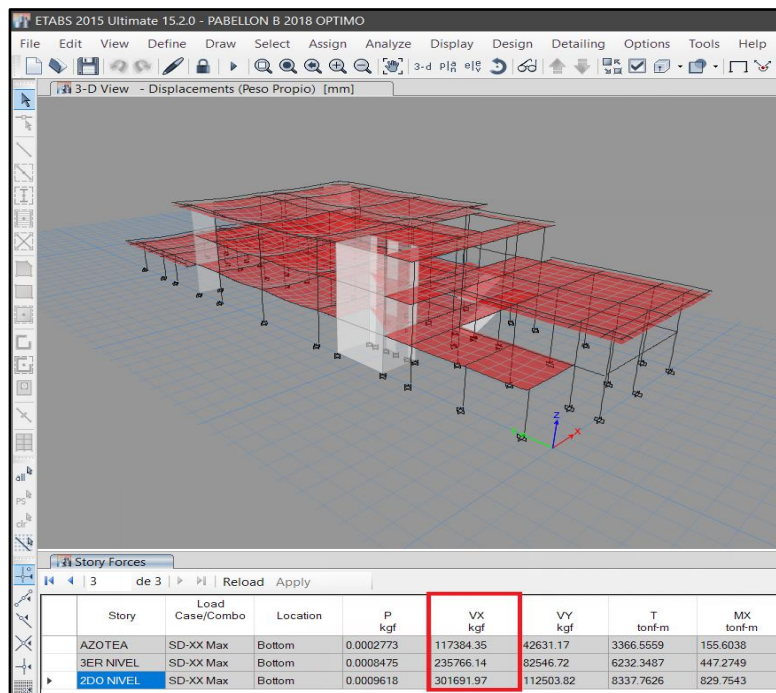 ETABS 2015 Ultimate 15.2.0 - PABELLON B 2018 OPTIMO
File Edit View Define Draw Select Assign Analyze Display Design Detailing Options Tools Help
3-d
3-D View - Displacements (Peso Propio) [mm]
Z
X
all
PS
clr
Story Forces
3 de 3 Reload Apply
Story Load Case/Combo Location P kgf VX kgf VY kgf T tonf-m MX tonf-m
AZOTEA SD-XX Max Bottom 0.0002773 117384.35 42631.17 3366.5559 155.6038
3ER NIVEL SD-XX Max Bottom 0.0008475 235766.14 82546.72 6232.3487 447.2749
2DO NIVEL SD-XX Max Bottom 0.0009618 301691.97 112503.82 8337.7626 829.7543